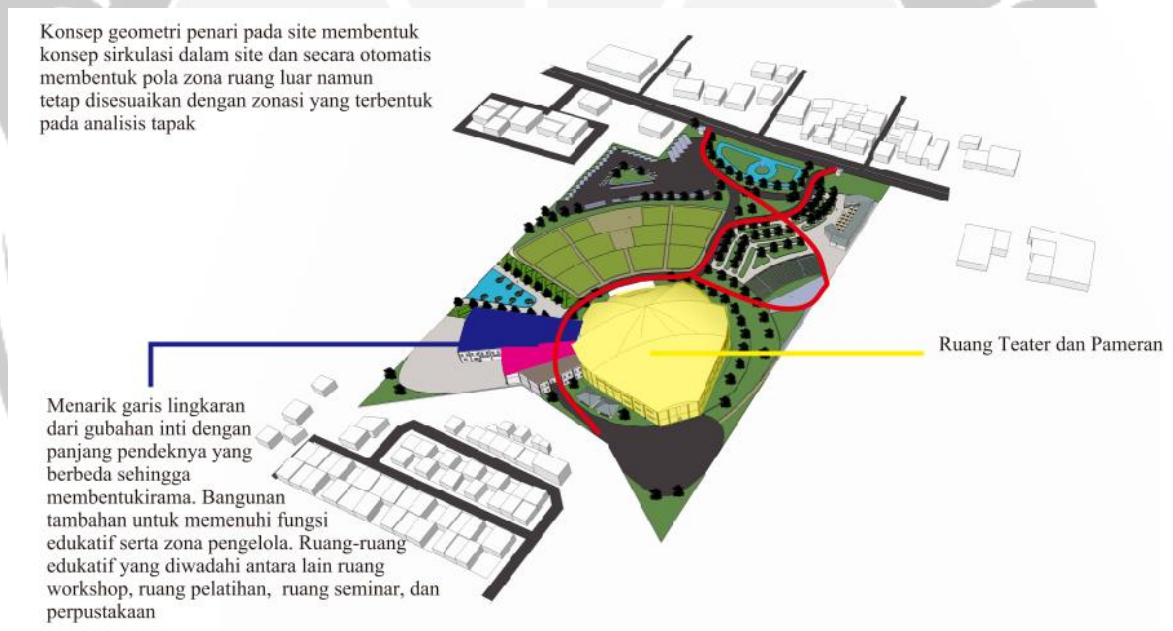 Konsep geometri penari pada site membentuk
konsep sirkulasi dalam site dan secara otomatis
membentuk pola zona ruang luar namun
tetap disesuaikan dengan zonasi yang terbentuk
pada analisis tapak
Ruang Teater dan Pameran
Menarik garis lingkaran
dari gubahan inti dengan
panjang pendeknya yang
berbeda sehingga
membentukirama. Bangunan
tambahan untuk memenuhi fungsi
edukatif serta zona pengelola. Ruang-ruang
edukatif yang diwadahi antara lain ruang
workshop, ruang pelatihan, ruang seminar, dan
perpustakaan